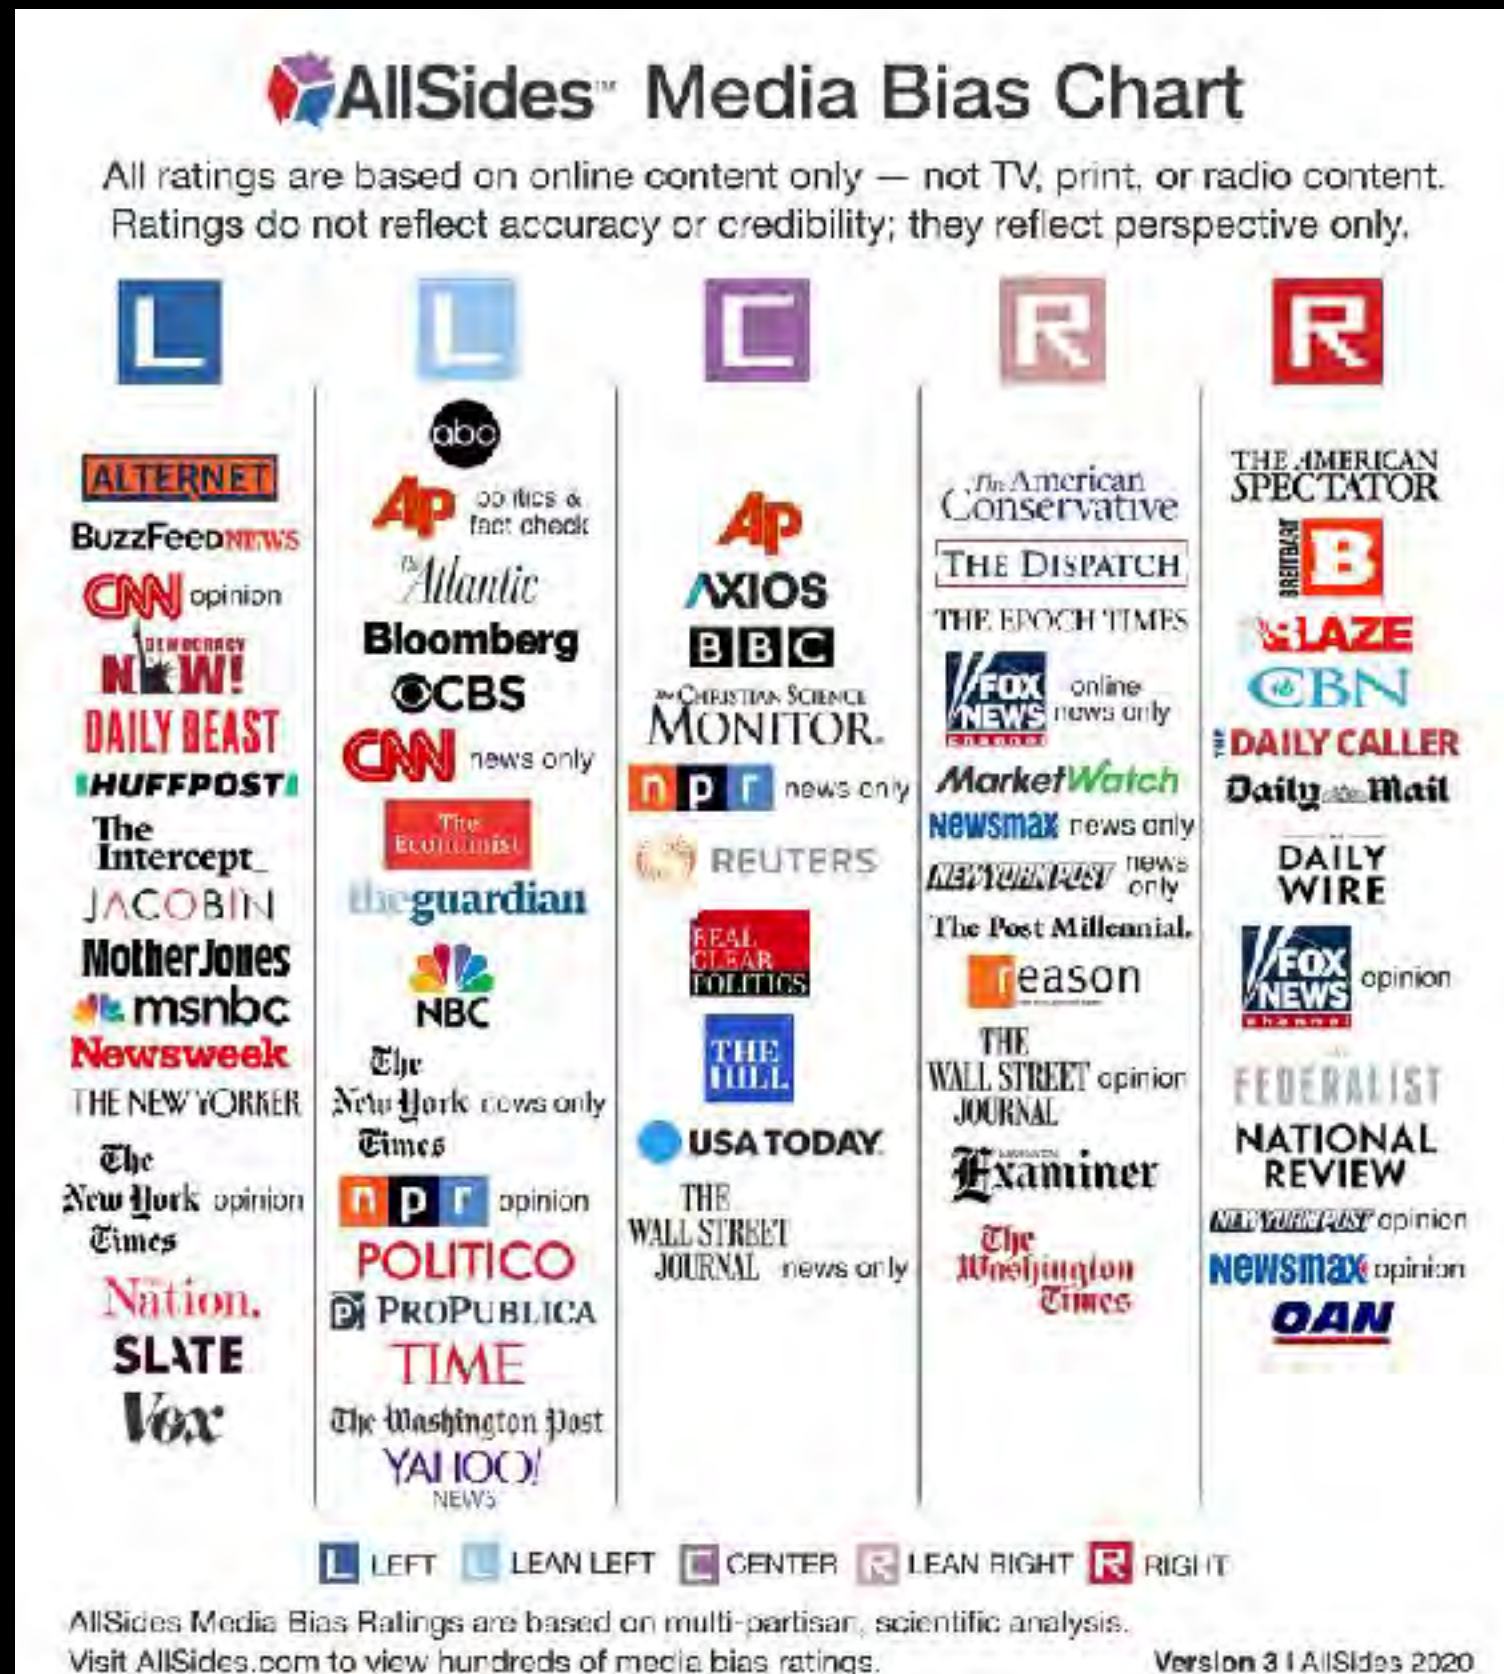 AllSides™ Media Bias Chart
All ratings are based on online content only — not TV, print, or radio content.
Ratings do not reflect accuracy or credibility; they reflect perspective only.
L
ALTERNET
BuzzFeedNEWS
CNN opinion
DEMOCRACY
NOW!
DAILY BEAST
HUFFPOST
The
Intercept_
JACOBIN
Mother Jones
msnbc
Newsweek
THE NEW YORKER
The
New York opinion
Times
Nation.
SLATE
Vox
L
abc
AP politics &
fact check
The Atlantic
Bloomberg
CBS
CNN news only
The
Economist
theguardian
NBC
The
New York news only
Times
npr opinion
POLITICO
PROPUBLICA
TIME
The Washington Post
YAHOO!
NEWS
C
AP
AXIOS
BBC
The CHRISTIAN SCIENCE
MONITOR
npr news only
REUTERS
REAL
CLEAR
POLITICS
THE
HILL
USA TODAY
THE
WALL STREET
JOURNAL news only
R
The American
Conservative
THE DISPATCH
THE EPOCH TIMES
FOX online
NEWS news only
channel
MarketWatch
Newsmax news only
NEW YORK POST news
only
The Post Millennial.
reason
THE
WALL STREET opinion
JOURNAL
Examiner
The
Washington
Times
R
THE AMERICAN
SPECTATOR
BREITBART B
BLAZE
CBN
THE DAILY CALLER
Daily Mail
DAILY
WIRE
FOX
NEWS opinion
channel
FEDERALIST
NATIONAL
REVIEW
NEW YORK POST opinion
Newsmax opinion
OAN
L LEFT L LEAN LEFT C CENTER R LEAN RIGHT R RIGHT
AllSides Media Bias Ratings are based on multi-partisan, scientific analysis.
Visit AllSides.com to view hundreds of media bias ratings.
Version 3 | AllSides 2020